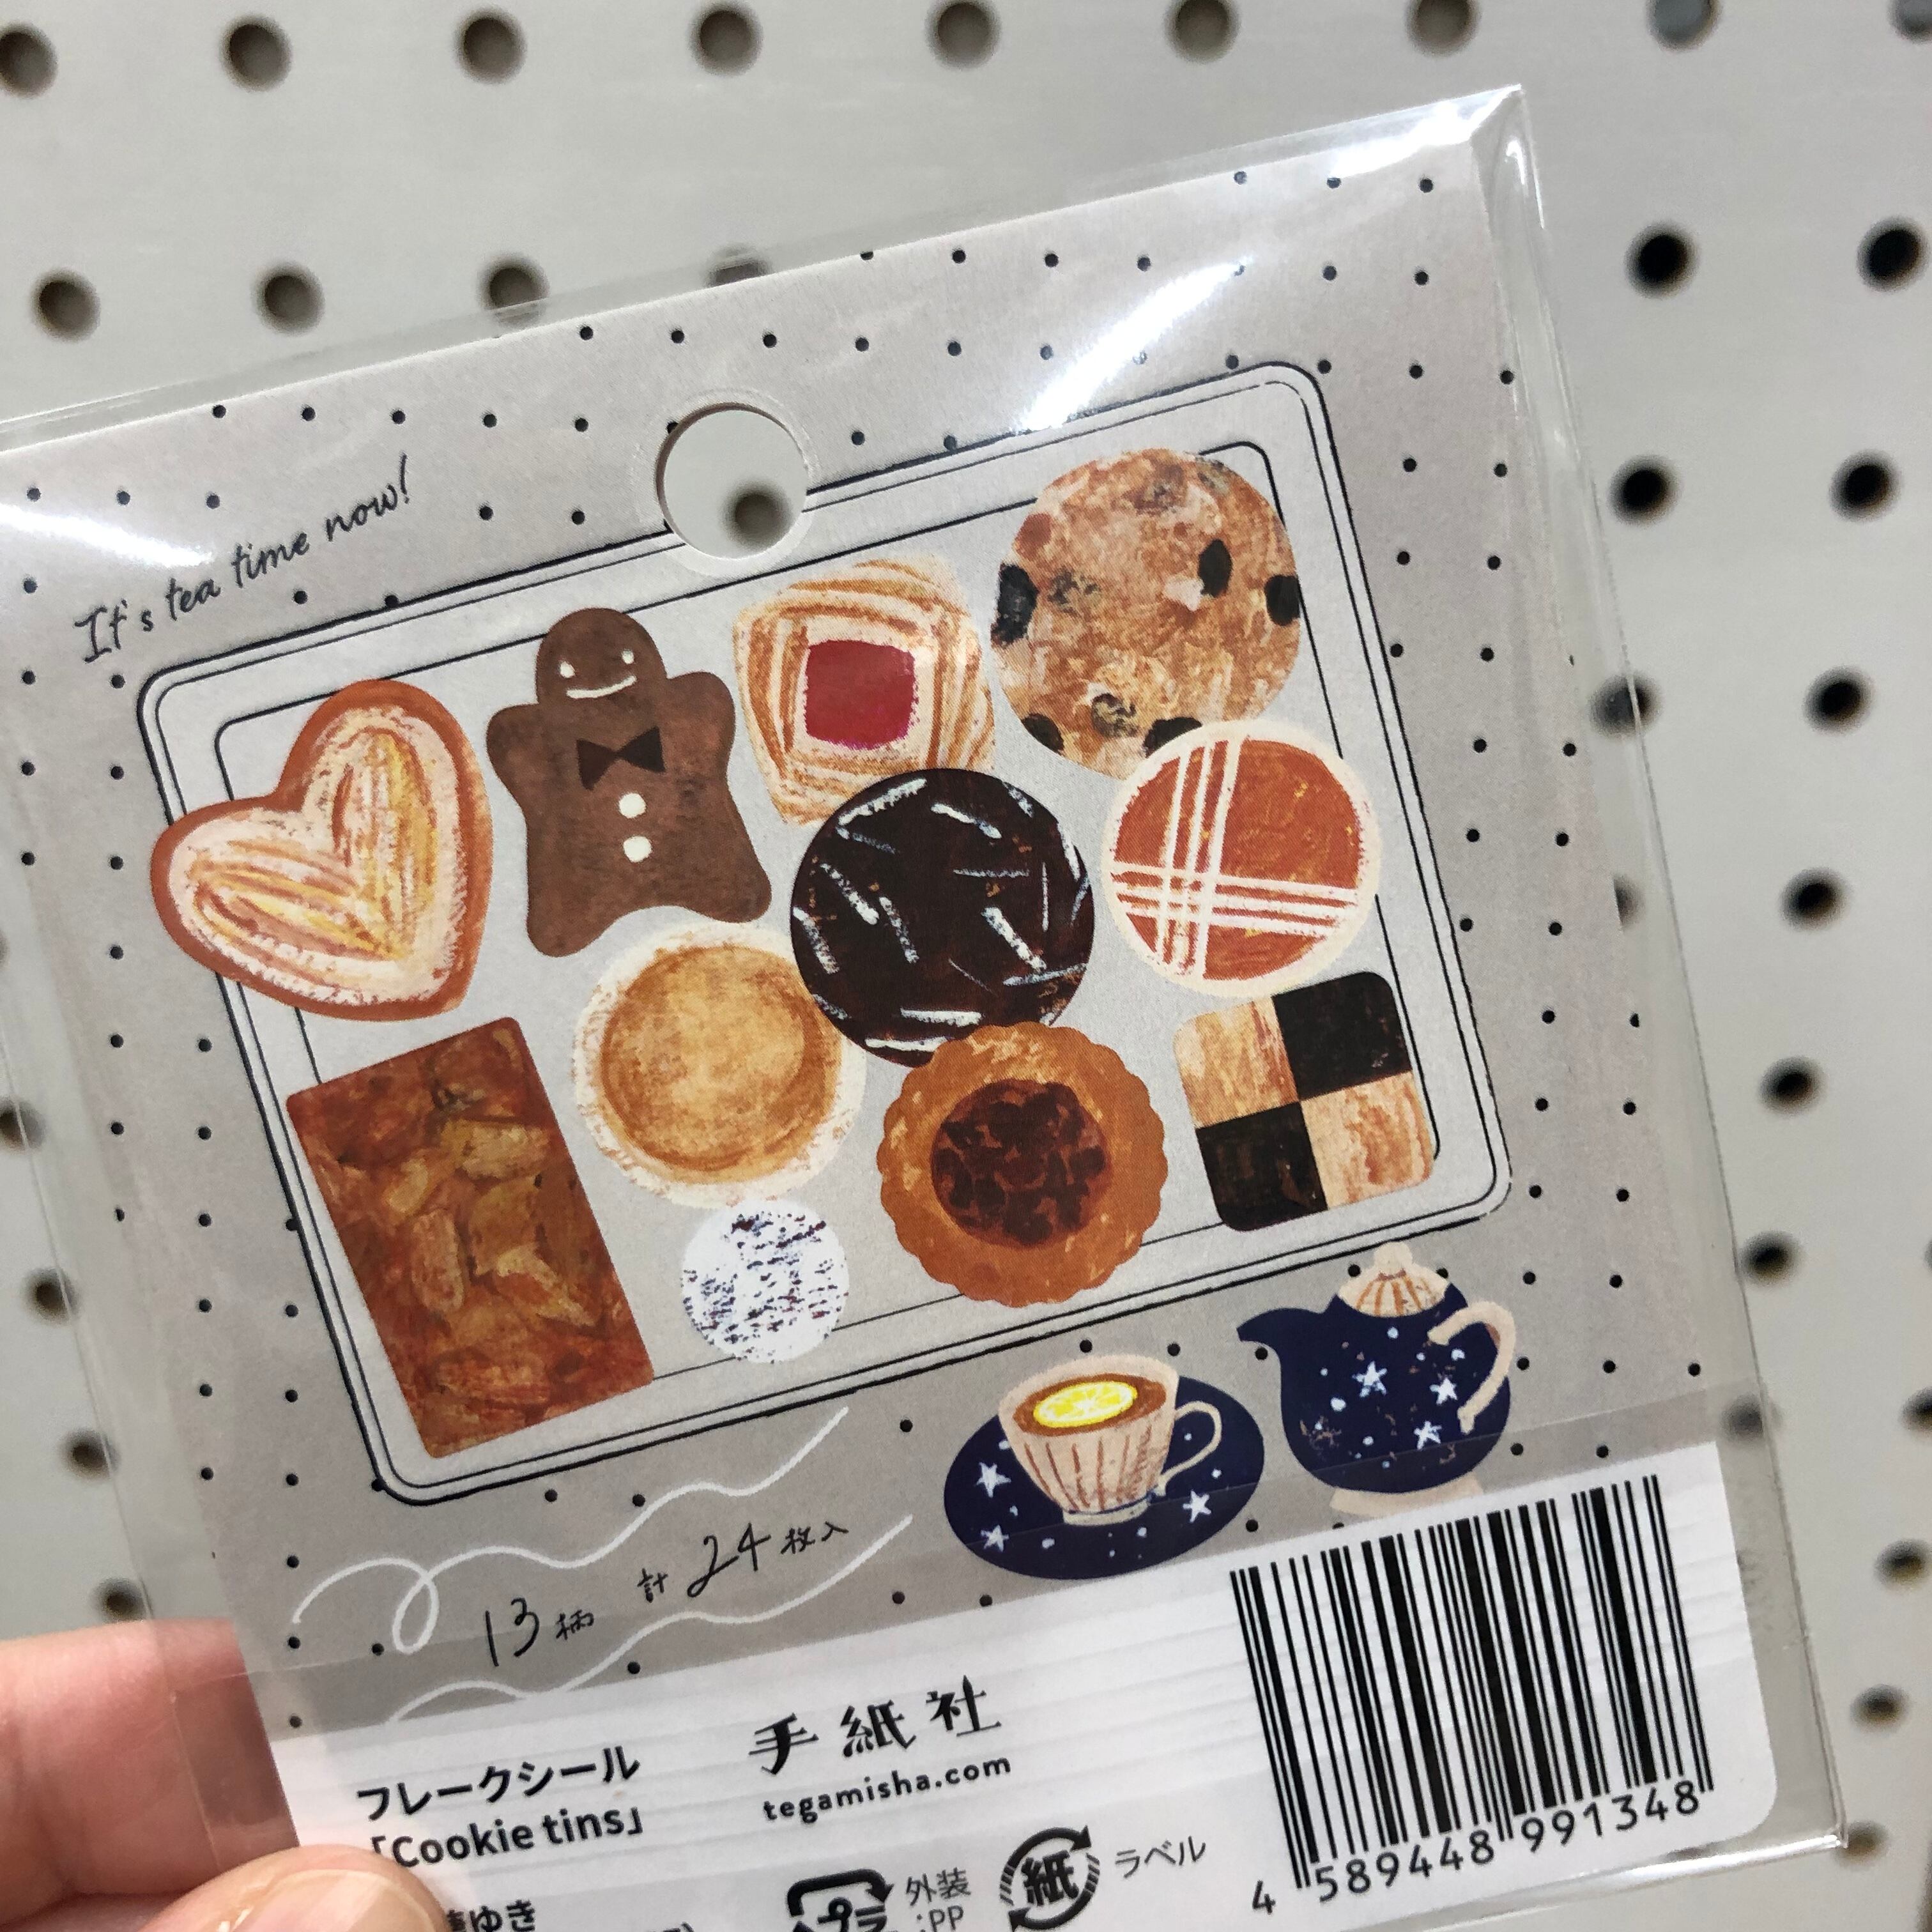 It's tea time now!
13柄 計24枚入
フレークシール
「Cookie tins」
手紙社
tegamisha.com
ゆき
プラ
外装
:PP
紙
ラベル
4 589448 991348